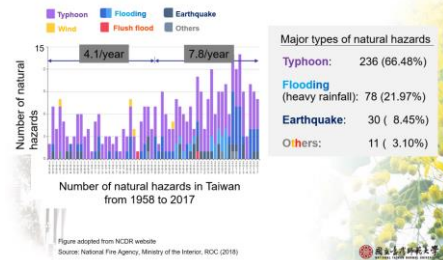 Typhoon
Flooding
Earthquake
Wind
Flush flood
Others
15
4.1/year
7.8/year
Number of natural
hazards
Number of natural hazards in Taiwan
from 1958 to 2017
Major types of natural hazards
Typhoon: 236 (66.48%)
Flooding
(heavy rainfall): 78 (21.97%)
Earthquake: 30 ( 8.45%)
Others: 11 ( 3.10%)
Figure adopted from NCDR website
Source: National Fire Agency, Ministry of the Interior, ROC (2018)